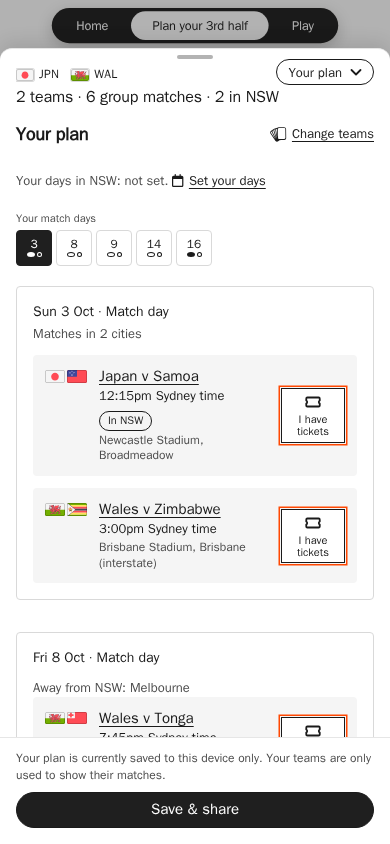 Home
Plan your 3rd half
Play
JPN
WAL
Your plan
2 teams · 6 group matches · 2 in NSW
Your plan
Change teams
Your days in NSW: not set.
Set your days
Your match days
3
8
9
14
16
Sun 3 Oct · Match day
Matches in 2 cities
Japan v Samoa
12:15pm Sydney time
In NSW
Newcastle Stadium,
Broadmeadow
I have
tickets
Wales v Zimbabwe
3:00pm Sydney time
Brisbane Stadium, Brisbane
(interstate)
I have
tickets
Fri 8 Oct · Match day
Away from NSW: Melbourne
Wales v Tonga
7:45pm Sydney time
Your plan is currently saved to this device only. Your teams are only
used to show their matches.
Save & share